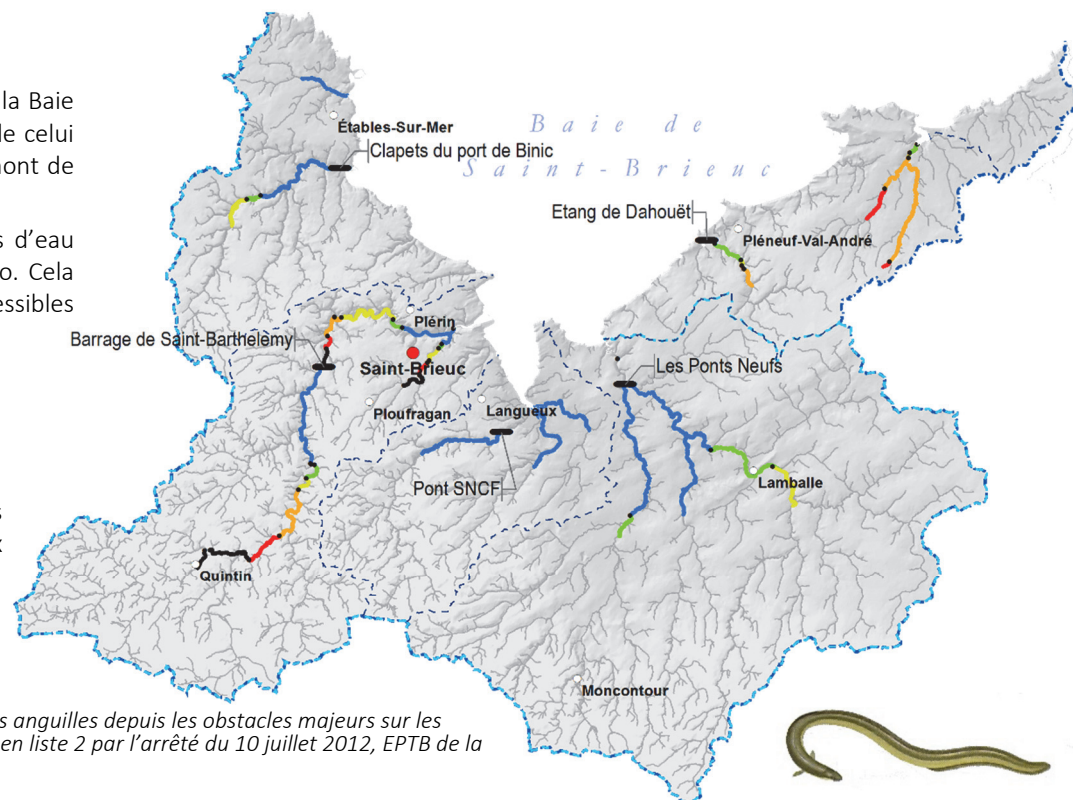 la Baie
de celui
mont de
s d'eau
o. Cela
essibles
s
x
Baie de
Saint-Brieuc
Étables-Sur-Mer
Clapets du port de Binic
Etang de Dahouët
Pléneuf-Val-André
Barrage de Saint-Barthelemy
Plérin
Saint-Brieuc
Les Ponts Neufs
Ploufragan
Langueux
Pont SNCF
Lamballe
Quintin
Moncontour
s anguilles depuis les obstacles majeurs sur les
en liste 2 par l'arrêté du 10 juillet 2012, EPTB de la